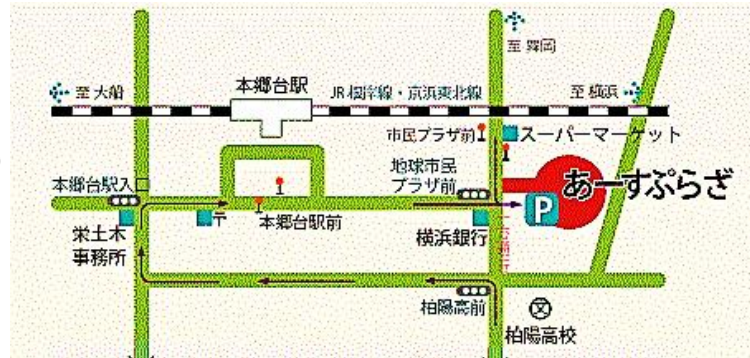 至 舞岡
至 大船
本郷台駅
JR根岸線・京浜東北線
至 横浜
市民プラザ前
スーパーマーケット
本郷台駅入口
地球市民
プラザ前
あーすぷらざ
P
〒
本郷台駅前
栄土木
事務所
横浜銀行
柏陽高前
柏陽高校